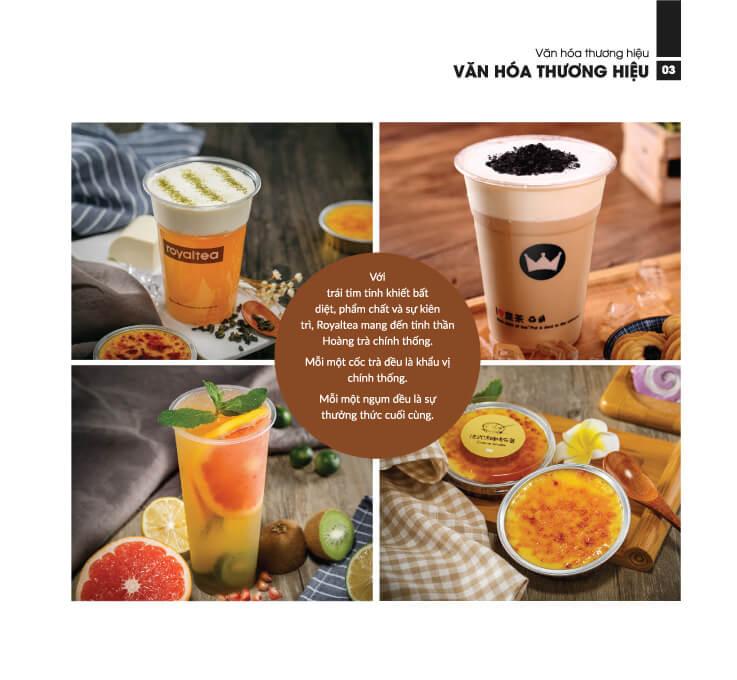 Văn hóa thương hiệu
VĂN HÓA THƯƠNG HIỆU
03
royaltea
Với
trái tim tinh khiết bất
diệt, phẩm chất và sự kiên
trì, Royaltea mang đến tinh thần
Hoàng trà chính thống.
Mỗi một cốc trà đều là khẩu vị
chính thống.
Mỗi một ngụm đều là sự
thưởng thức cuối cùng.